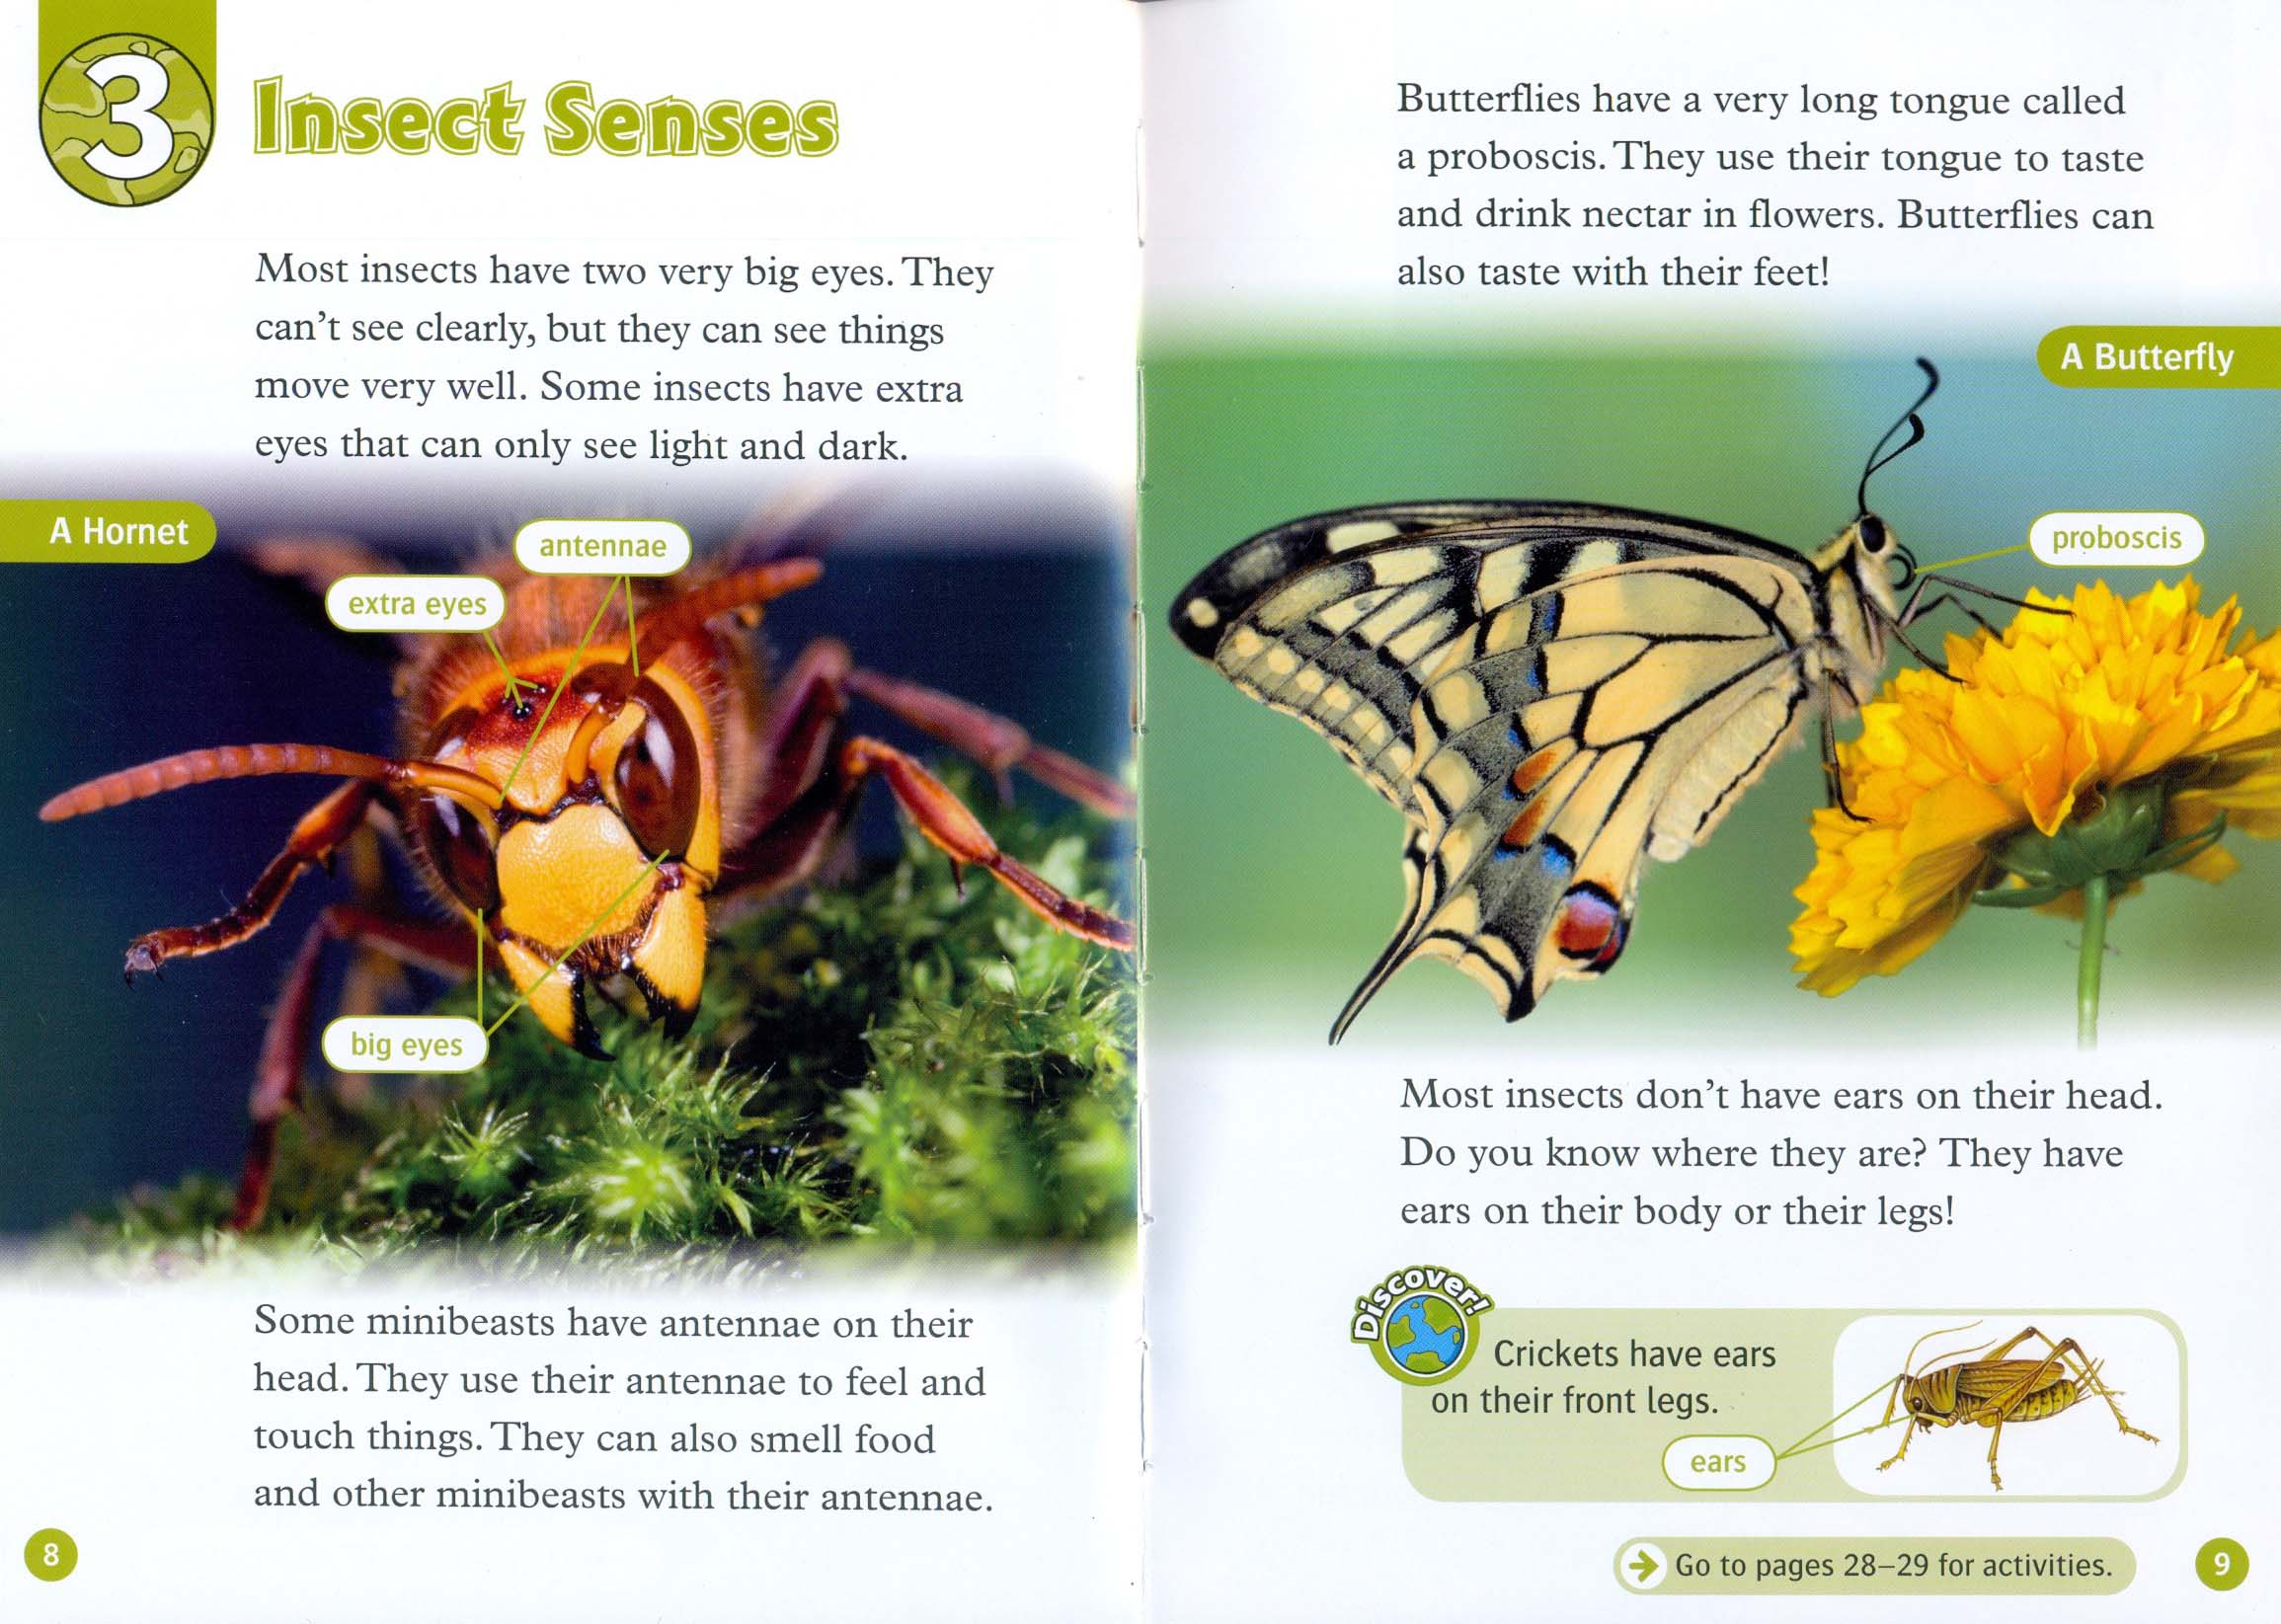 3
Insect Senses
Most insects have two very big eyes. They
can't see clearly, but they can see things
move very well. Some insects have extra
eyes that can only see light and dark.
A Hornet
antennae
extra eyes
big eyes
Some minibeasts have antennae on their
head. They use their antennae to feel and
touch things. They can also smell food
and other minibeasts with their antennae.
8
Butterflies have a very long tongue called
a proboscis. They use their tongue to taste
and drink nectar in flowers. Butterflies can
also taste with their feet!
A Butterfly
proboscis
Most insects don't have ears on their head.
Do you know where they are? They have
ears on their body or their legs!
Discover!
Crickets have ears
on their front legs.
ears
Go to pages 28–29 for activities.
9